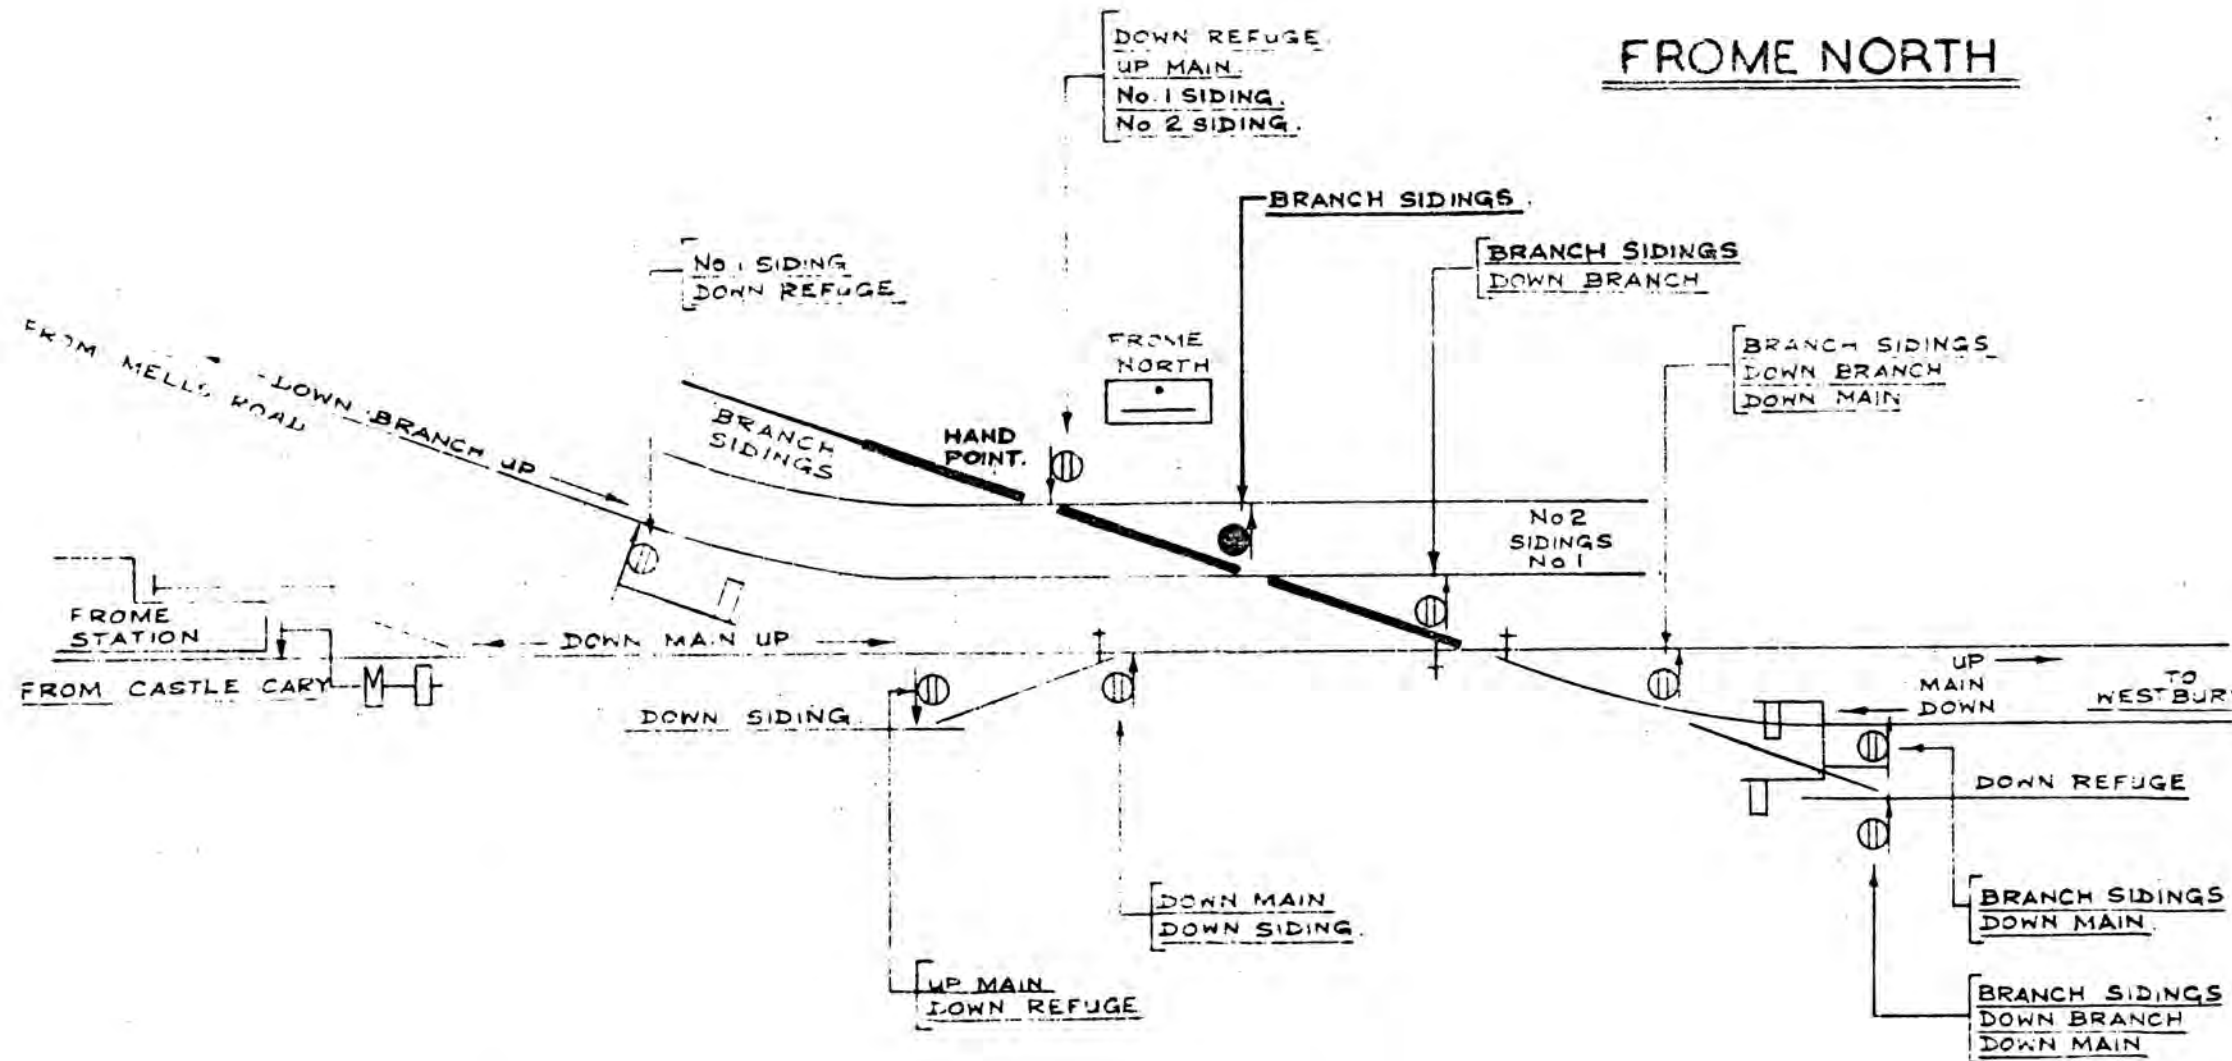 FROME NORTH
DOWN REFUGE.
UP MAIN.
No. 1 SIDING.
No 2 SIDING.
BRANCH SIDINGS.
No 1 SIDING
DOWN REFUGE
BRANCH SIDINGS
DOWN BRANCH
BRANCH SIDINGS
DOWN BRANCH
DOWN MAIN
FROME
NORTH
FROM MELLS ROAD
DOWN BRANCH UP
BRANCH
SIDINGS
HAND
POINT.
No 2
SIDINGS
No 1
FROME
STATION
DOWN MAIN UP
FROM CASTLE CARY
M
DOWN SIDING.
UP
MAIN
DOWN
TO
WESTBURY
DOWN REFUGE
DOWN MAIN
DOWN SIDING.
BRANCH SIDINGS
DOWN MAIN.
UP MAIN
DOWN REFUGE
BRANCH SIDINGS
DOWN BRANCH
DOWN MAIN